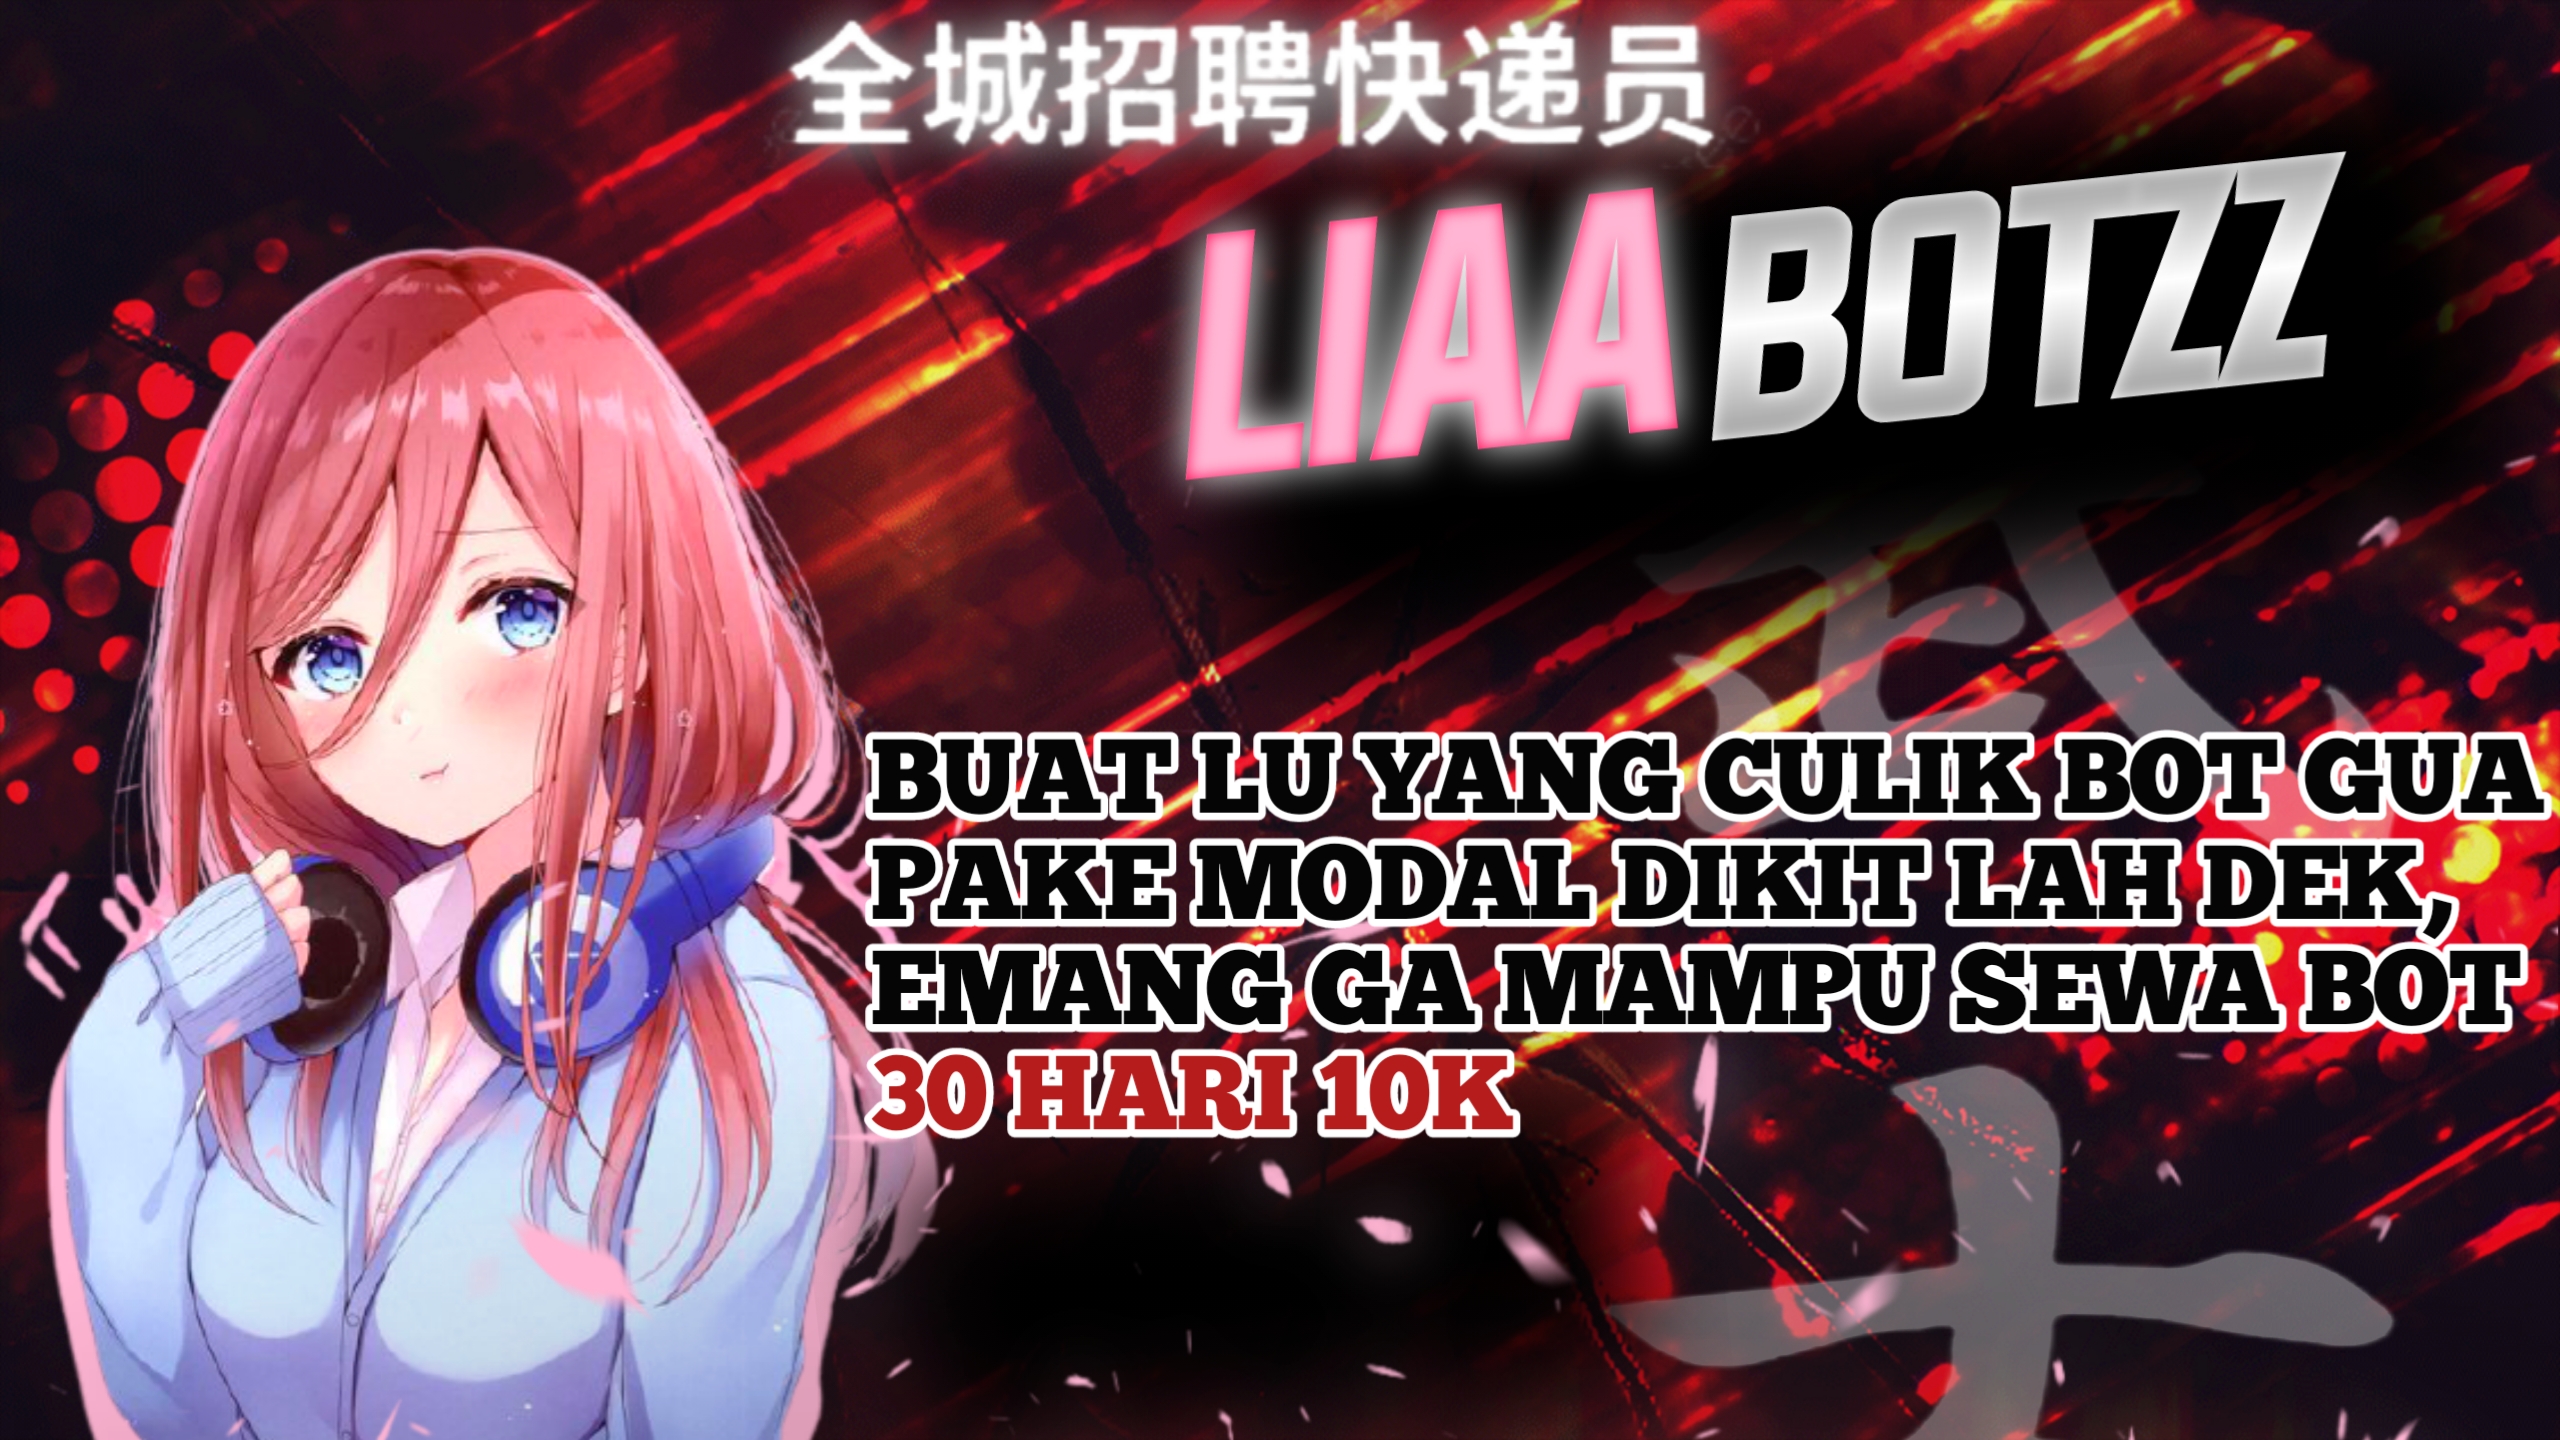 全城招聘快递员
LIAA BOTZZ
BUAT LU YANG CULIK BOT GUA
PAKE MODAL DIKIT LAH DEK,
EMANG GA MAMPU SEWA BOT
30 HARI 10K